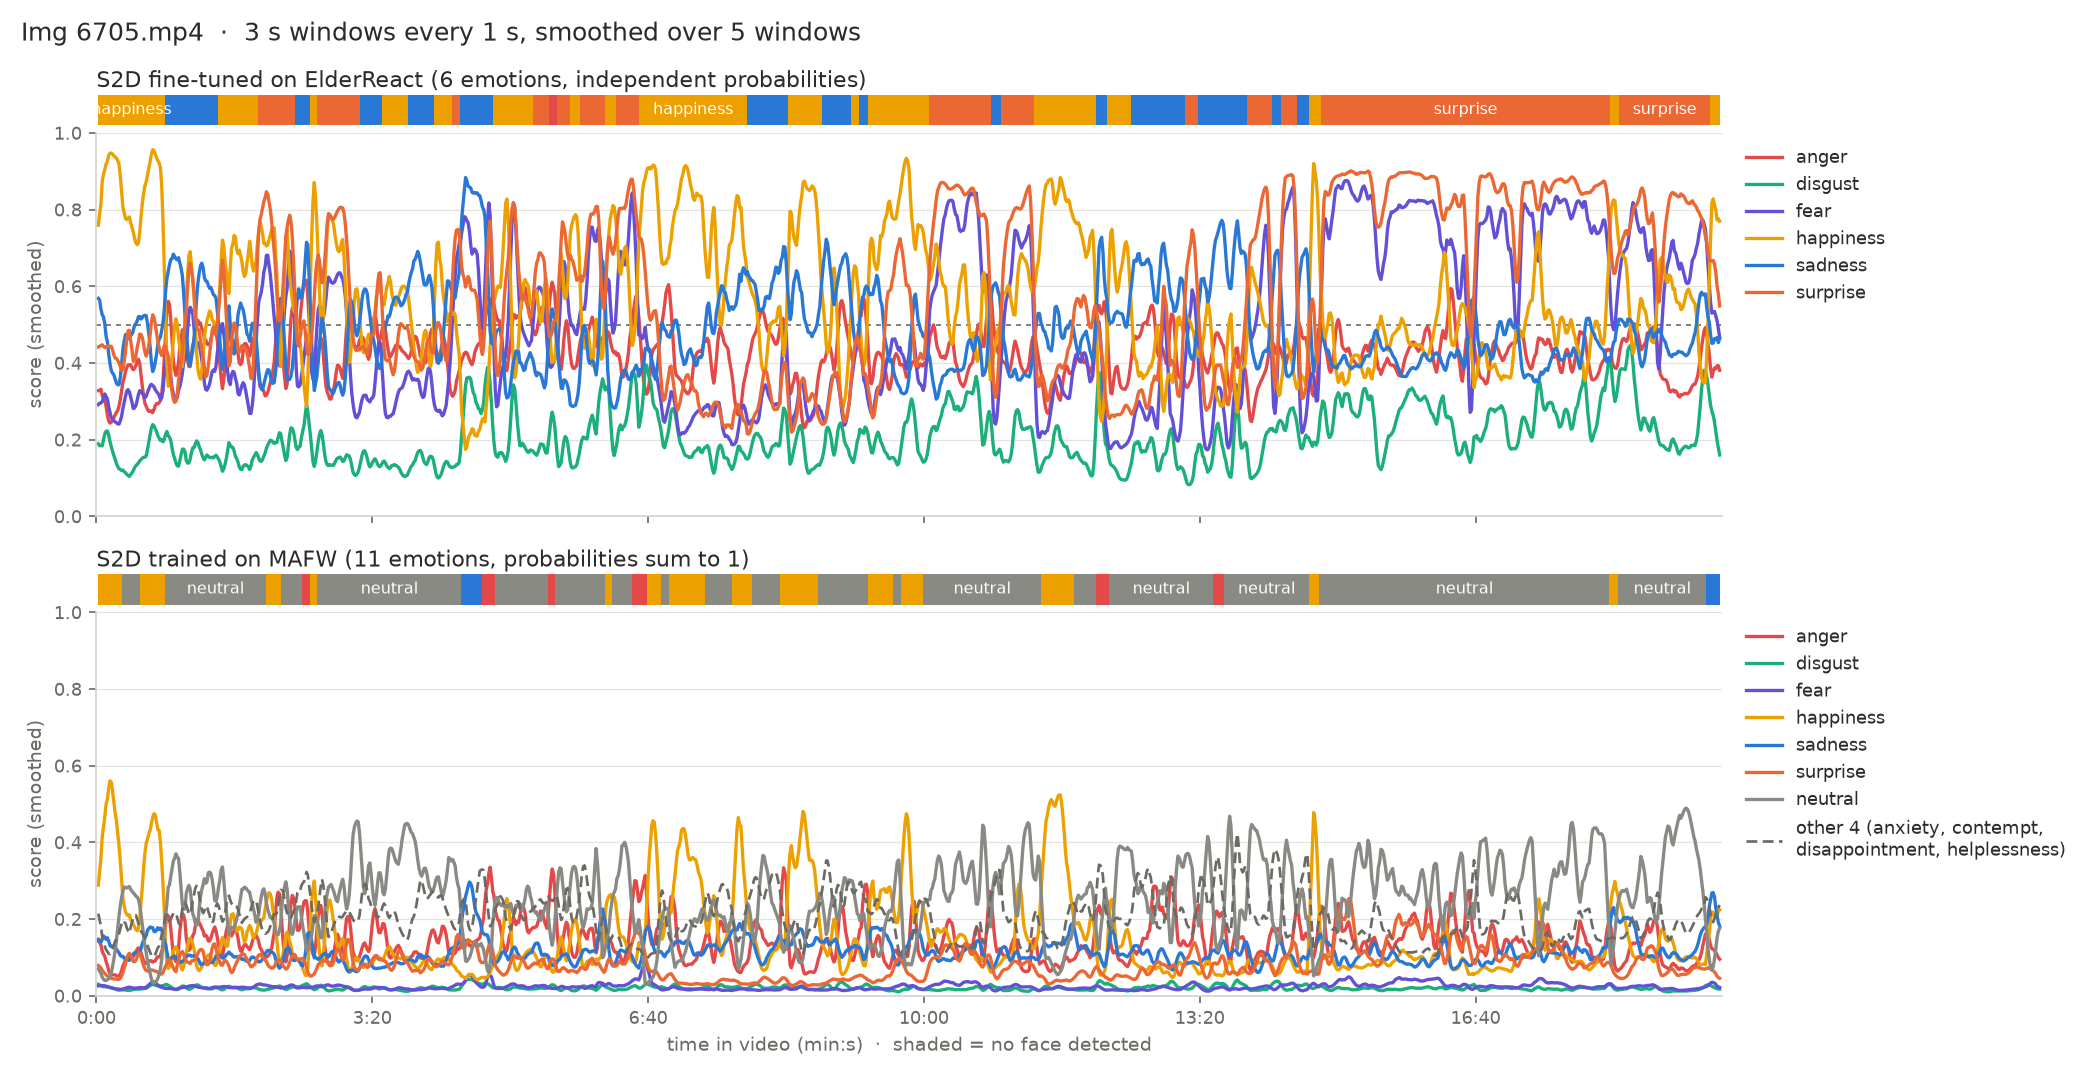 Img 6705.mp4  ·  3 s windows every 1 s, smoothed over 5 windows
S2D fine-tuned on ElderReact (6 emotions, independent probabilities)
happiness happiness surprise surprise
1.0
0.8
0.6
0.4
0.2
0.0
score (smoothed)
anger
disgust
fear
happiness
sadness
surprise
S2D trained on MAFW (11 emotions, probabilities sum to 1)
neutral neutral neutral neutral neutral neutral neutral
1.0
0.8
0.6
0.4
0.2
0.0
score (smoothed)
anger
disgust
fear
happiness
sadness
surprise
neutral
other 4 (anxiety, contempt,
disappointment, helplessness)
0:00 3:20 6:40 10:00 13:20 16:40
time in video (min:s)  ·  shaded = no face detected